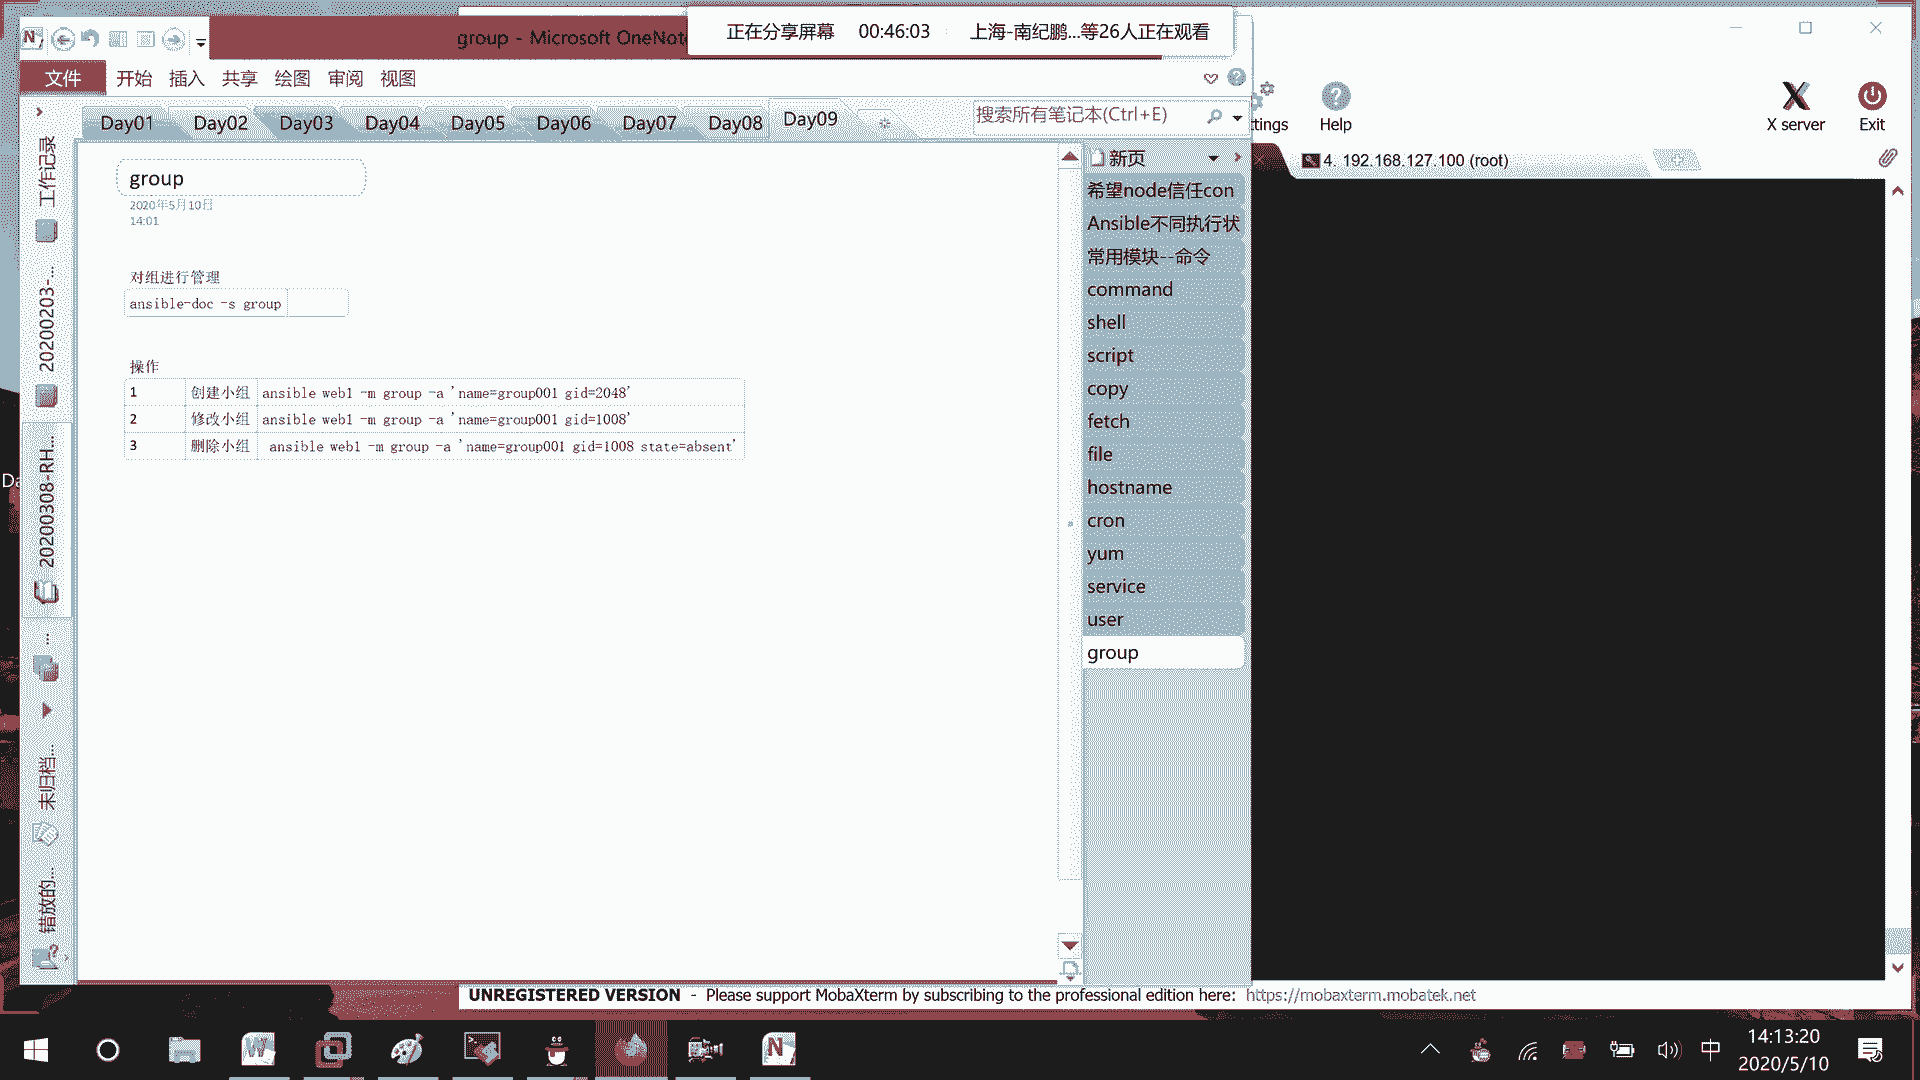 group - Microsoft OneNot
正在分享屏幕 00:46:03 上海-南纪鹏...等26人正在观看
文件 开始 插入 共享 绘图 审阅 视图
Day01 Day02 Day03 Day04 Day05 Day06 Day07 Day08 Day09
搜索所有笔记本(Ctrl+E)
ttings Help X server Exit
4. 192.168.127.100 (root)
工作记录
20200203-...
20200308-RH...
...
未归档...
错放的...
group
2020年5月10日
14:01
对组进行管理
ansible-doc -s group
操作
1 创建小组 ansible web1 -m group -a 'name=group001 gid=2048'
2 修改小组 ansible web1 -m group -a 'name=group001 gid=1008'
3 删除小组 ansible web1 -m group -a 'name=group001 gid=1008 state=absent'
新页
希望node信任con
Ansible不同执行状
常用模块--命令
command
shell
script
copy
fetch
file
hostname
cron
yum
service
user
group
Da
UNREGISTERED VERSION - Please support MobaXterm by subscribing to the professional edition here: https://mobaxterm.mobatek.net
中
14:13:20
2020/5/10